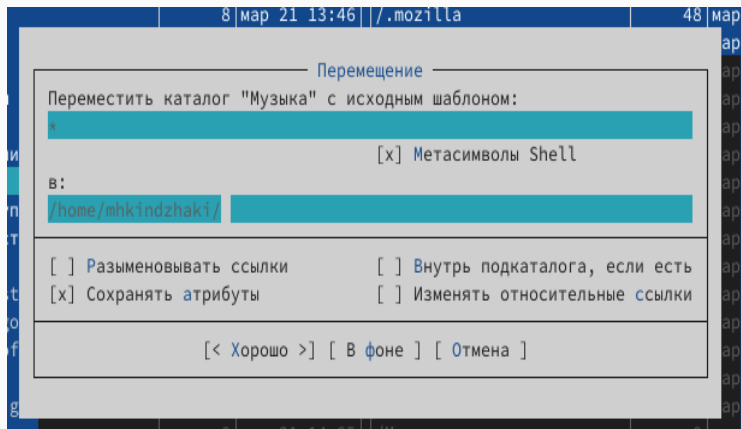 8 мар 21 13:46 /.mozilla 48 мар
Перемещение
Переместить каталог "Музыка" с исходным шаблоном:
*
[x] Метасимволы Shell
в:
/home/mhkindzhaki/
[ ] Разыменовывать ссылки [ ] Внутрь подкаталога, если есть
[x] Сохранять атрибуты [ ] Изменять относительные ссылки
[< Хорошо >] [ В фоне ] [ Отмена ]